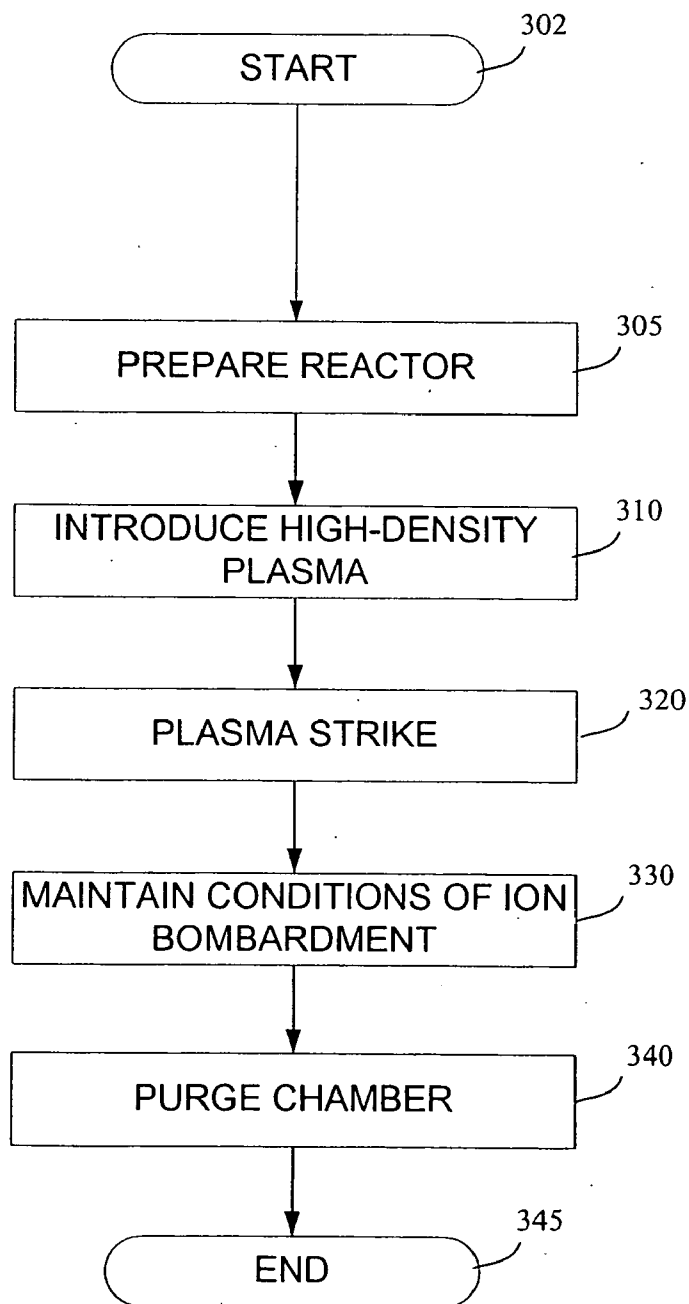 302
START
305
PREPARE REACTOR
310
INTRODUCE HIGH-DENSITY
PLASMA
320
PLASMA STRIKE
330
MAINTAIN CONDITIONS OF ION
BOMBARDMENT
340
PURGE CHAMBER
345
END